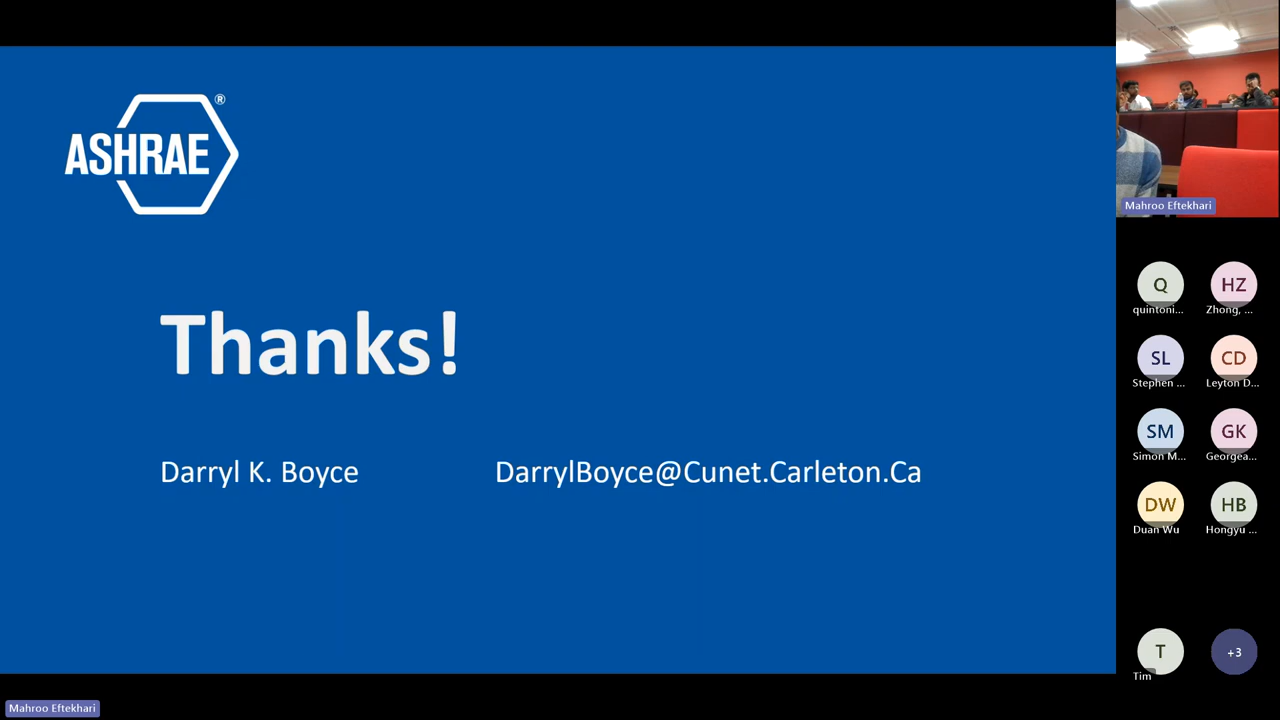 ASHRAE®
Thanks!
Darryl K. Boyce
DarrylBoyce@Cunet.Carleton.Ca
Mahroo Eftekhari
Mahroo Eftekhari
Q
quintoni...
HZ
Zhong, ...
SL
Stephen ...
CD
Leyton D...
SM
Simon M...
GK
Georgea...
DW
Duan Wu
HB
Hongyu ...
T
Tim
+3